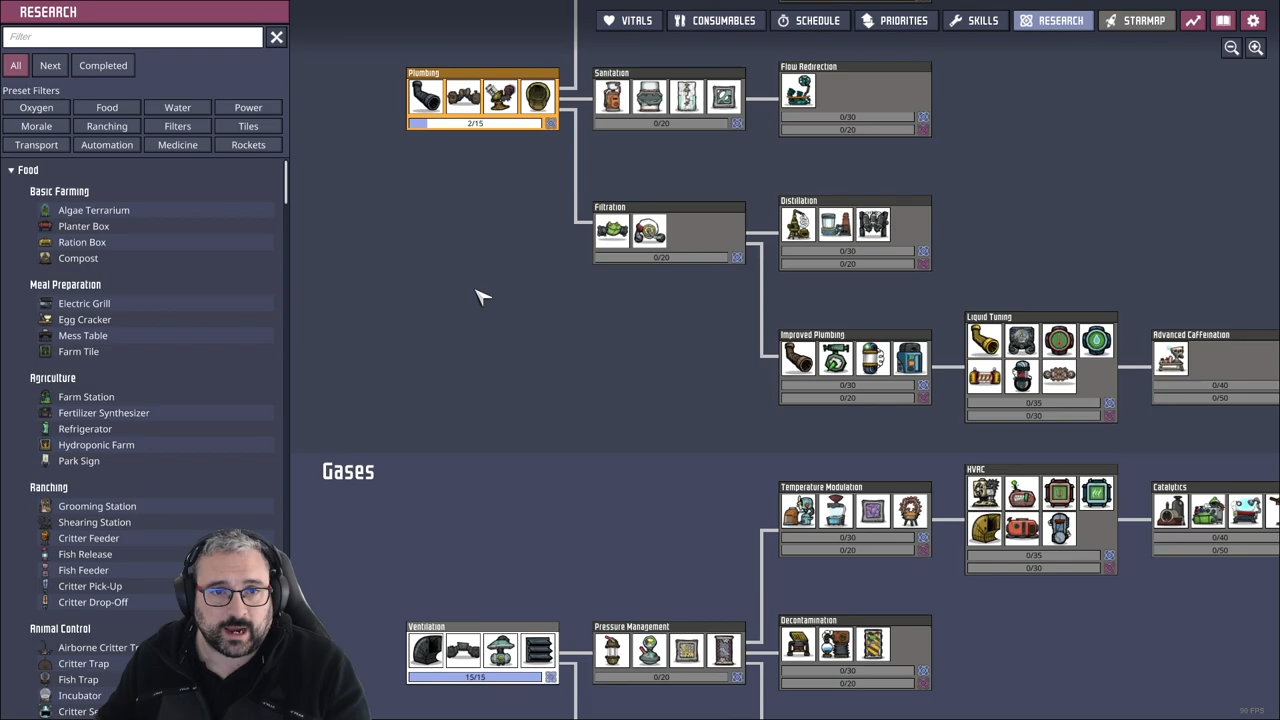 RESEARCH
VITALS
CONSUMABLES
SCHEDULE
PRIORITIES
SKILLS
RESEARCH
STARMAP
Filter
All
Next
Completed
Preset Filters
Oxygen
Food
Water
Power
Morale
Ranching
Filters
Tiles
Transport
Automation
Medicine
Rockets
Food
Basic Farming
Algae Terrarium
Planter Box
Ration Box
Compost
Meal Preparation
Electric Grill
Egg Cracker
Mess Table
Farm Tile
Agriculture
Farm Station
Fertilizer Synthesizer
Refrigerator
Hydroponic Farm
Park Sign
Ranching
Grooming Station
Shearing Station
Critter Feeder
Fish Release
Fish Feeder
Critter Pick-Up
Critter Drop-Off
Animal Control
Airborne Critter
Critter Trap
Fish Trap
Incubator
Critter
Plumbing
2/15
Sanitation
0/20
Flow Redirection
0/30
0/20
Filtration
0/20
Distillation
0/30
0/20
Improved Plumbing
0/30
0/20
Liquid Tuning
0/35
0/30
Advanced Caffeination
0/40
0/50
Gases
Temperature Modulation
0/30
0/20
HVAC
0/35
0/30
Catalytics
0/40
0/50
Ventilation
15/15
Pressure Management
0/20
Decontamination
0/30
0/20
90 FPS